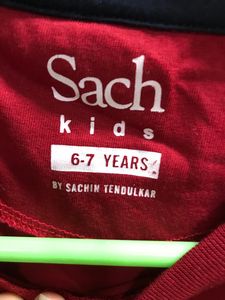 Sach
kids
6-7 YEARS
BY SACHIN TENDULKAR